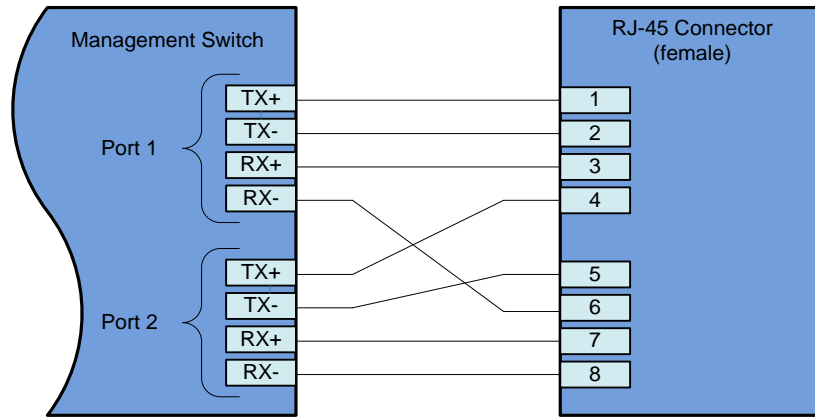 Management Switch
Port 1
TX+
TX-
RX+
RX-
Port 2
TX+
TX-
RX+
RX-
RJ-45 Connector
(female)
1
2
3
4
5
6
7
8